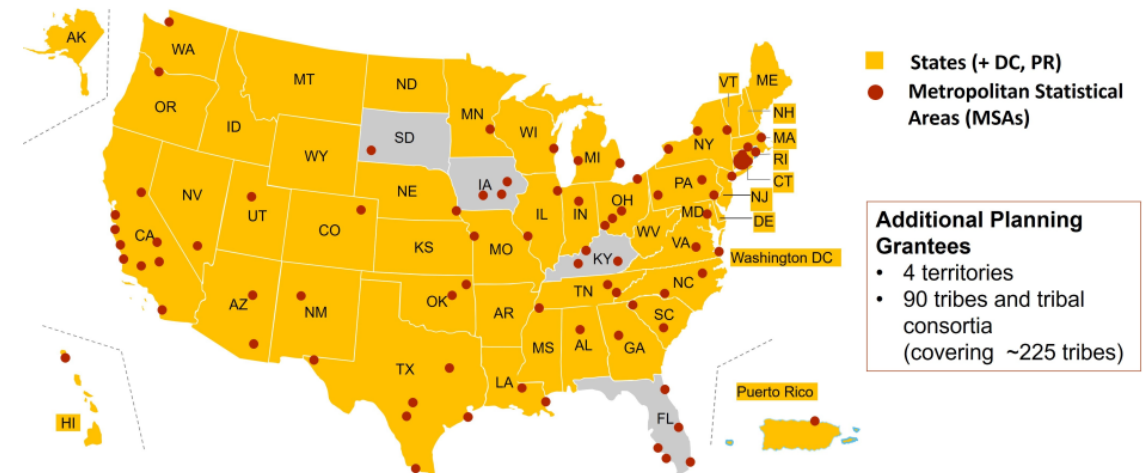 AK
WA
MT
ND
MN
VT
ME
States (+ DC, PR)
Metropolitan Statistical
Areas (MSAs)
OR
ID
SD
WI
MI
NY
NH
MA
RI
CT
WY
NE
IA
IL
IN
OH
PA
NJ
NV
UT
CO
KS
MO
WV
MD
DE
CA
KY
VA
Washington DC
AZ
NM
OK
AR
TN
NC
SC
TX
LA
MS
AL
GA
FL
HI
Puerto Rico
Additional Planning
Grantees
• 4 territories
• 90 tribes and tribal
consortia
(covering ~225 tribes)